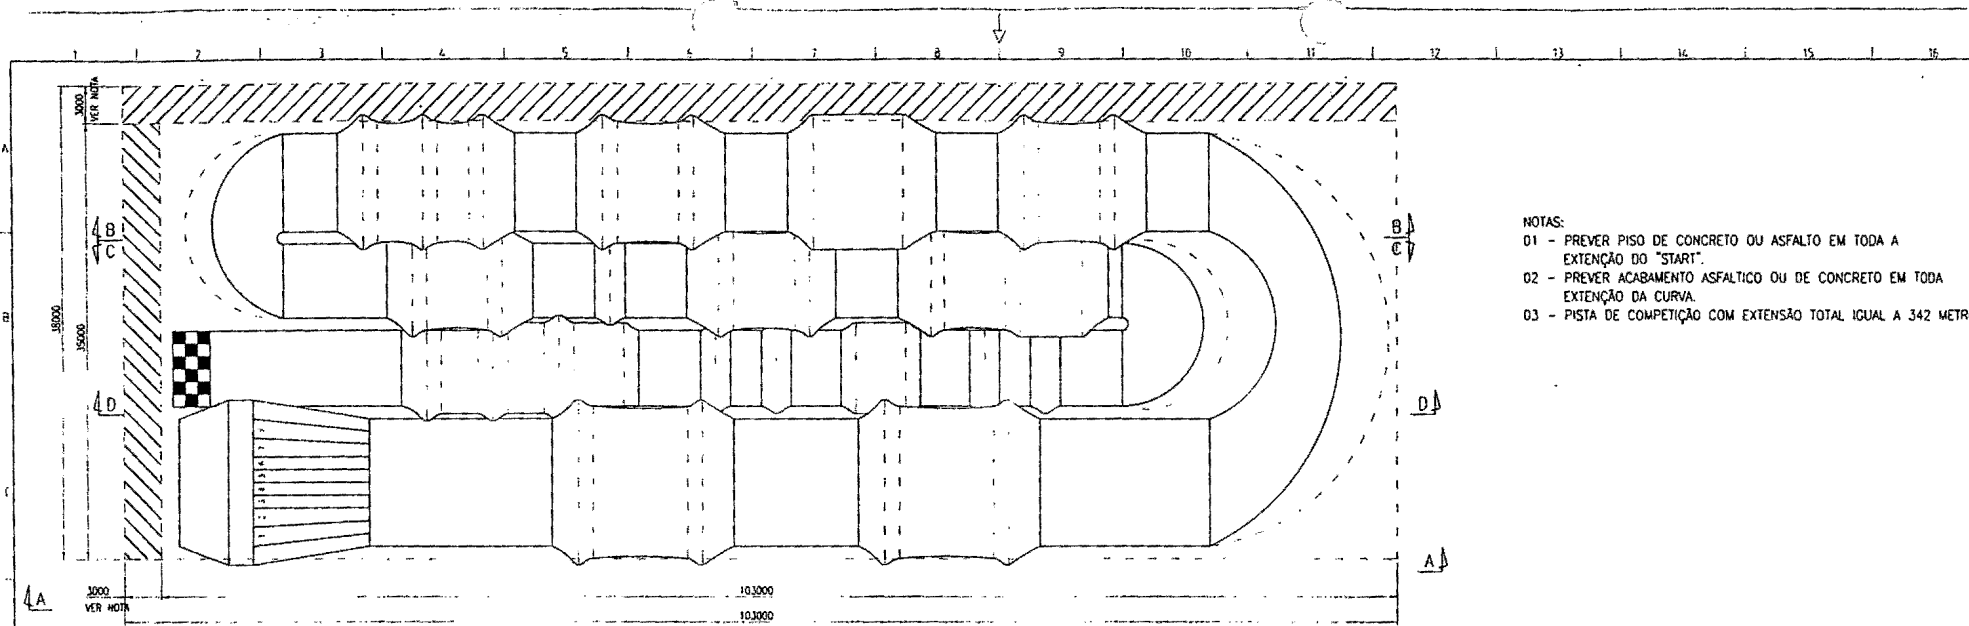 1 2 3 4 5 6 7 8 9 10 11 12 13 14 15 16
3000
VER NOTA
A
B
C
B
C
NOTAS:
01 - PREVER PISO DE CONCRETO OU ASFALTO EM TODA A
EXTENÇÃO DO "START".
02 - PREVER ACABAMENTO ASFALTICO OU DE CONCRETO EM TODA
EXTENÇÃO DA CURVA.
03 - PISTA DE COMPETIÇÃO COM EXTENSÃO TOTAL IGUAL A 342 METR
B
38000
35000
D
D
C
A
A
3000
VER NOTA
103000
103000